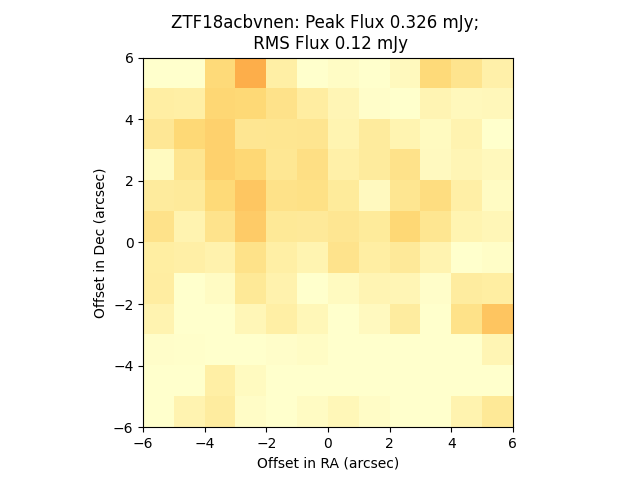 ZTF18acbvnen: Peak Flux 0.326 mJy;
RMS Flux 0.12 mJy
6
4
2
0
−2
−4
−6
Offset in Dec (arcsec)
−6 −4 −2 0 2 4 6
Offset in RA (arcsec)